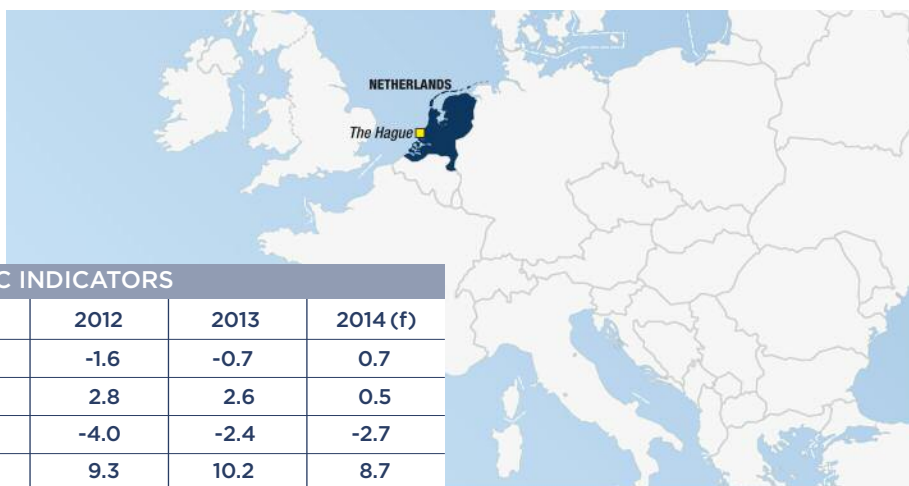 NETHERLANDS
The Hague
C INDICATORS
2012 2013 2014 (f)
-1.6 -0.7 0.7
2.8 2.6 0.5
-4.0 -2.4 -2.7
9.3 10.2 8.7